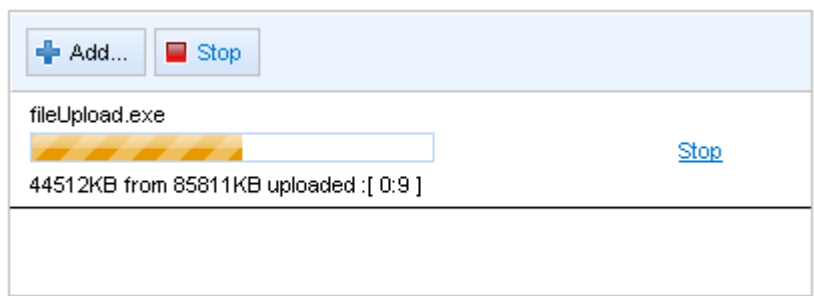 Add... Stop
fileUpload.exe
Stop
44512KB from 85811KB uploaded :[ 0:9 ]